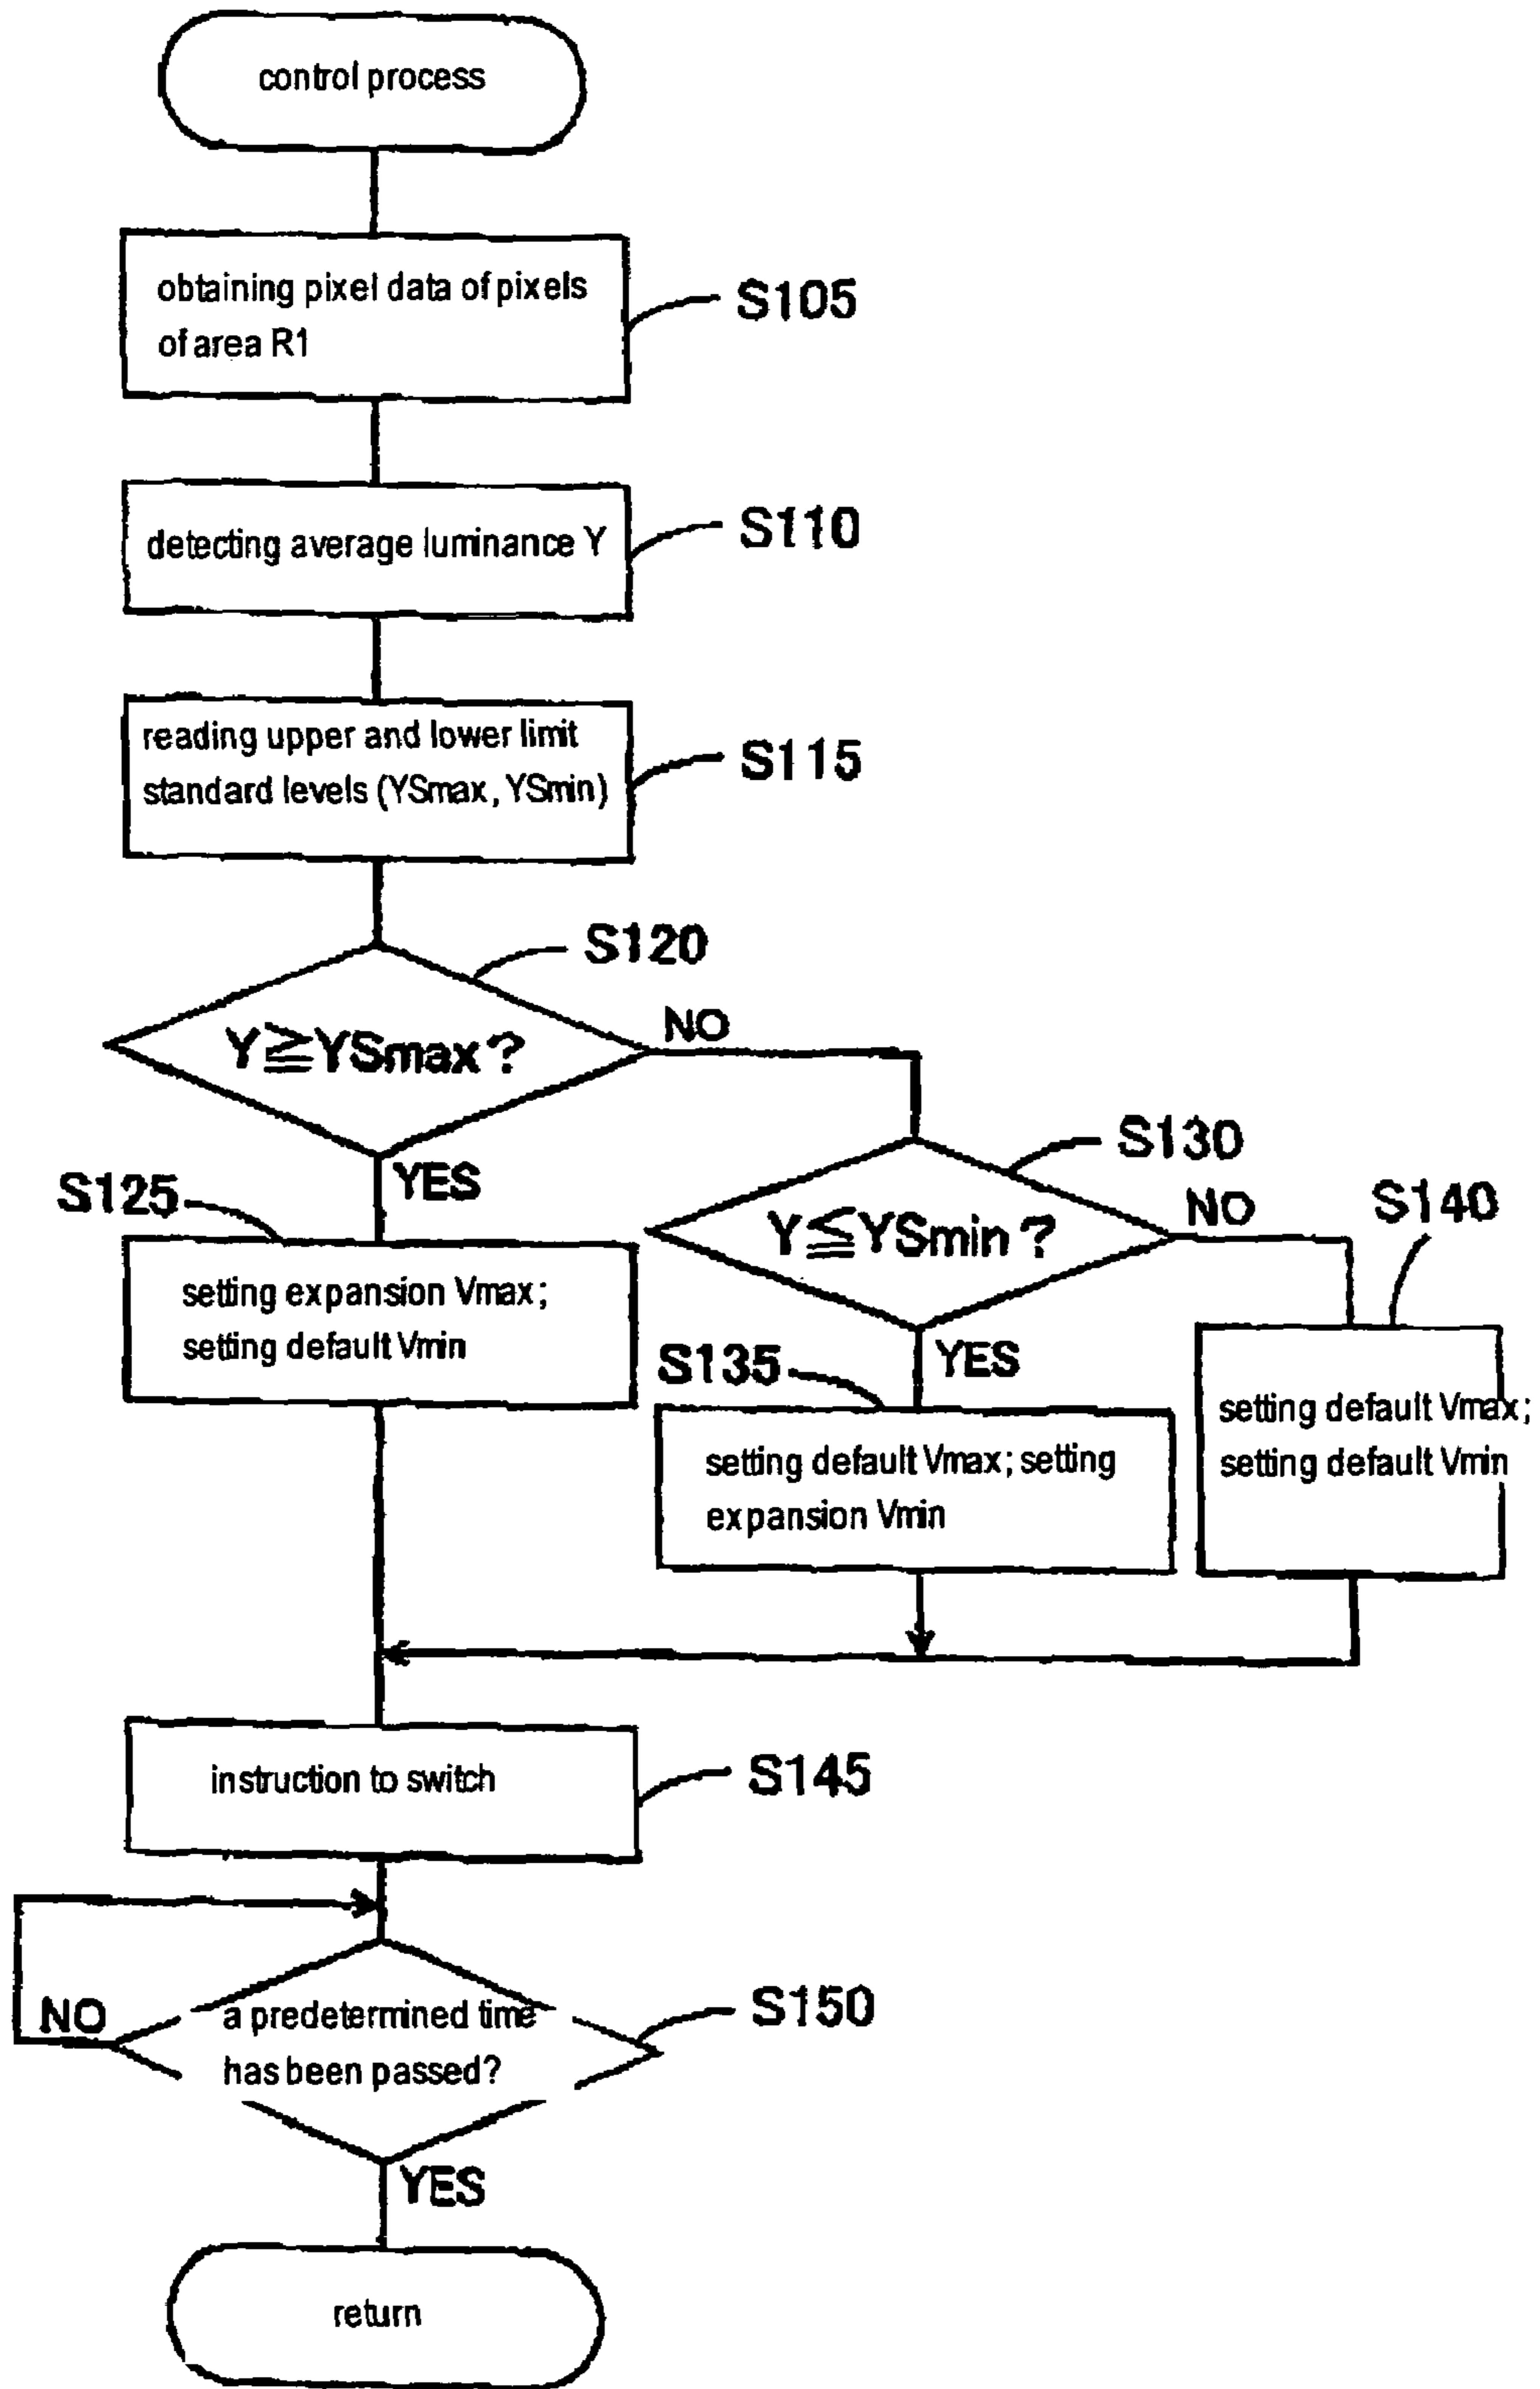 control process
obtaining pixel data of pixels
of area R1
S105
detecting average luminance Y
S110
reading upper and lower limit
standard levels (YSmax, YSmin)
S115
S120
Y≧YSmax?
NO
YES
S130
Y≦YSmin?
NO
YES
S125
setting expansion Vmax;
setting default Vmin
S135
setting default Vmax; setting
expansion Vmin
S140
setting default Vmax;
setting default Vmin
instruction to switch
S145
a predetermined time
has been passed?
S150
NO
YES
return